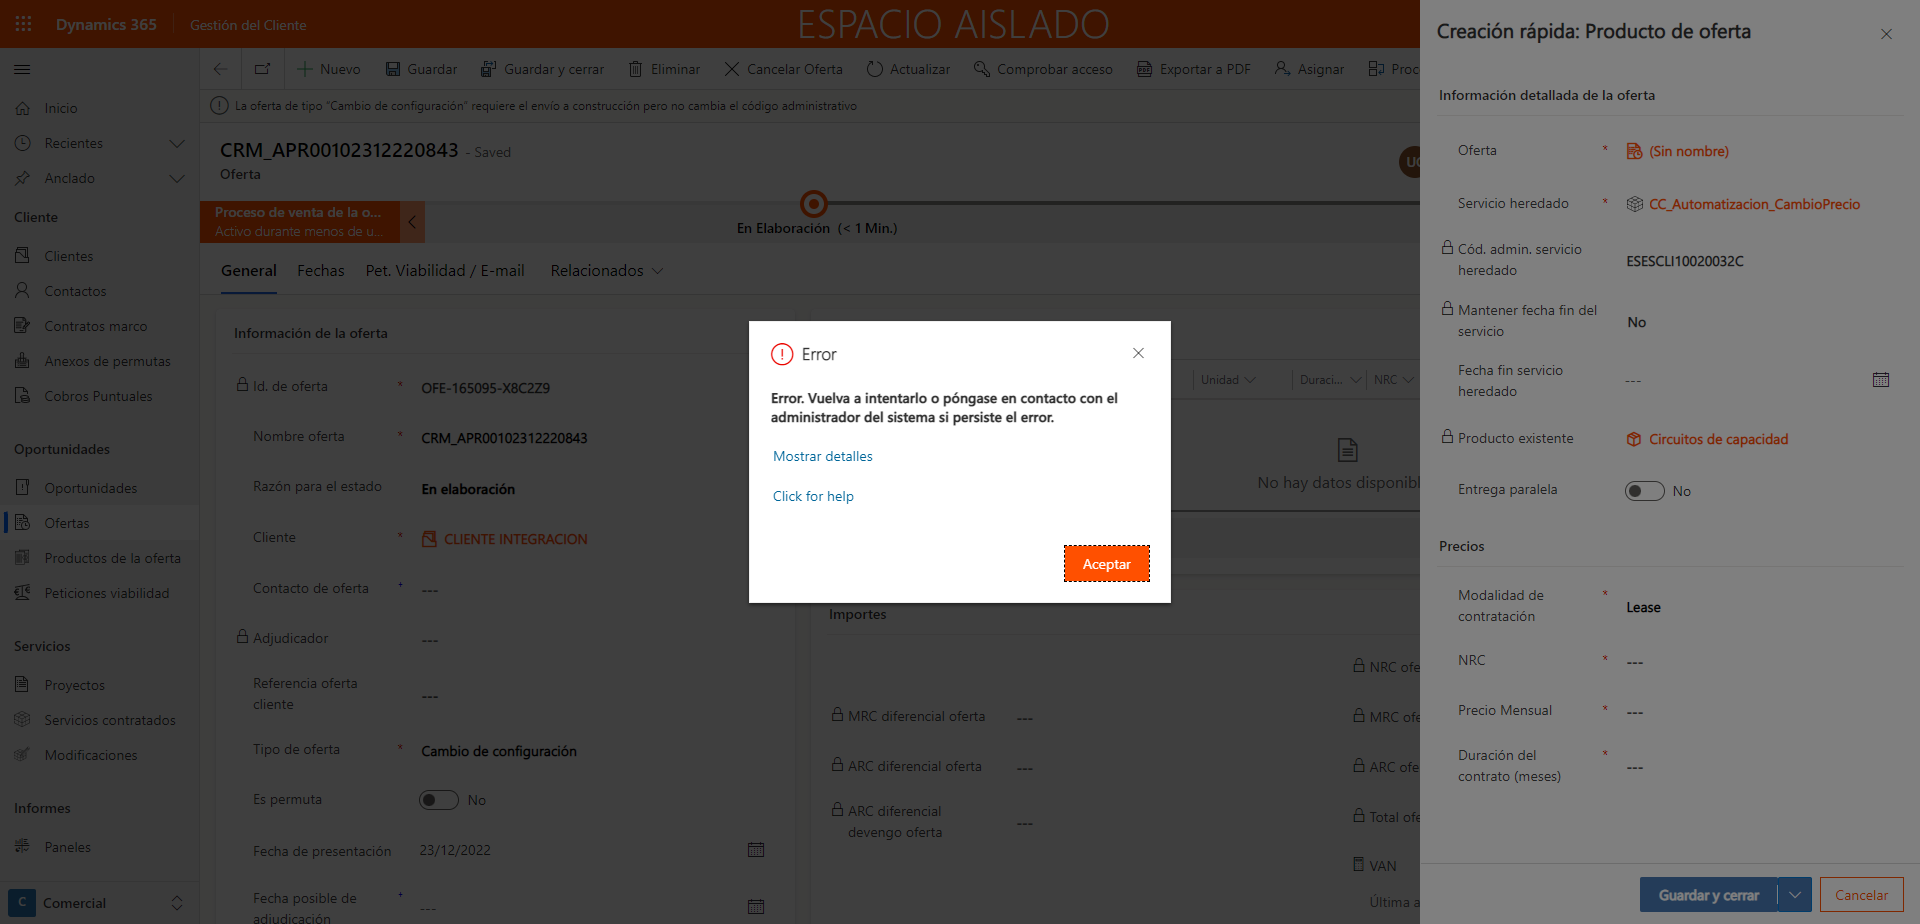 Dynamics 365
Gestión del Cliente
ESPACIO AISLADO
Nuevo
Guardar
Guardar y cerrar
Eliminar
Cancelar Oferta
Actualizar
Comprobar acceso
Exportar a PDF
Asignar
Proc
La oferta de tipo "Cambio de configuración" requiere el envío a construcción pero no cambia el código administrativo
Inicio
Recientes
Anclado
Cliente
Clientes
Contactos
Contratos marco
Anexos de permutas
Cobros Puntuales
Oportunidades
Oportunidades
Ofertas
Productos de la oferta
Peticiones viabilidad
Servicios
Proyectos
Servicios contratados
Modificaciones
Informes
Paneles
C Comercial
CRM_APR00102312220843 - Saved
Oferta
Proceso de venta de la o...
Activo durante menos de u...
En Elaboración (< 1 Min.)
General
Fechas
Pet. Viabilidad / E-mail
Relacionados
Información de la oferta
Id. de oferta * OFE-165095-X8C2Z9
Nombre oferta * CRM_APR00102312220843
Razón para el estado En elaboración
Cliente * CLIENTE INTEGRACION
Contacto de oferta + ---
Adjudicador ---
Referencia oferta
cliente
---
Tipo de oferta * Cambio de configuración
Es permuta No
Fecha de presentación 23/12/2022
Fecha posible de
adjudicación
+ ---
Unidad
Duraci...
NRC
No hay datos disponibl
Importes
NRC ofe
MRC diferencial oferta ---
MRC ofe
ARC diferencial oferta ---
ARC ofe
ARC diferencial
devengo oferta
---
Total ofe
VAN
Última a
Error
Error. Vuelva a intentarlo o póngase en contacto con el
administrador del sistema si persiste el error.
Mostrar detalles
Click for help
Aceptar
Creación rápida: Producto de oferta
Información detallada de la oferta
Oferta * (Sin nombre)
Servicio heredado * CC_Automatizacion_CambioPrecio
Cód. admin. servicio
heredado
ESESCLI10020032C
Mantener fecha fin del
servicio
No
Fecha fin servicio
heredado
---
Producto existente Circuitos de capacidad
Entrega paralela No
Precios
Modalidad de
contratación
* Lease
NRC * ---
Precio Mensual * ---
Duración del
contrato (meses)
* ---
Guardar y cerrar
Cancelar